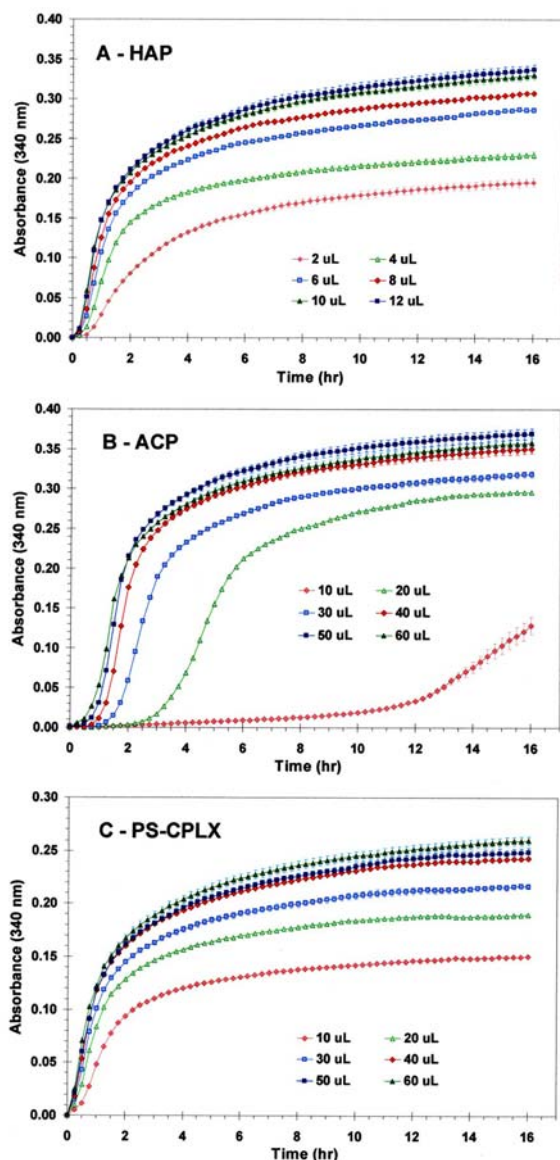 A - HAP
0.40
0.35
0.30
0.25
0.20
0.15
0.10
0.05
0.00
Absorbance (340 nm)
2 uL 4 uL
6 uL 8 uL
10 uL 12 uL
0 2 4 6 8 10 12 14 16
Time (hr)
B - ACP
0.40
0.35
0.30
0.25
0.20
0.15
0.10
0.05
0.00
Absorbance (340 nm)
10 uL 20 uL
30 uL 40 uL
50 uL 60 uL
0 2 4 6 8 10 12 14 16
Time (hr)
C - PS-CPLX
0.30
0.25
0.20
0.15
0.10
0.05
0.00
Absorbance (340 nm)
10 uL 20 uL
30 uL 40 uL
50 uL 60 uL
0 2 4 6 8 10 12 14 16
Time (hr)